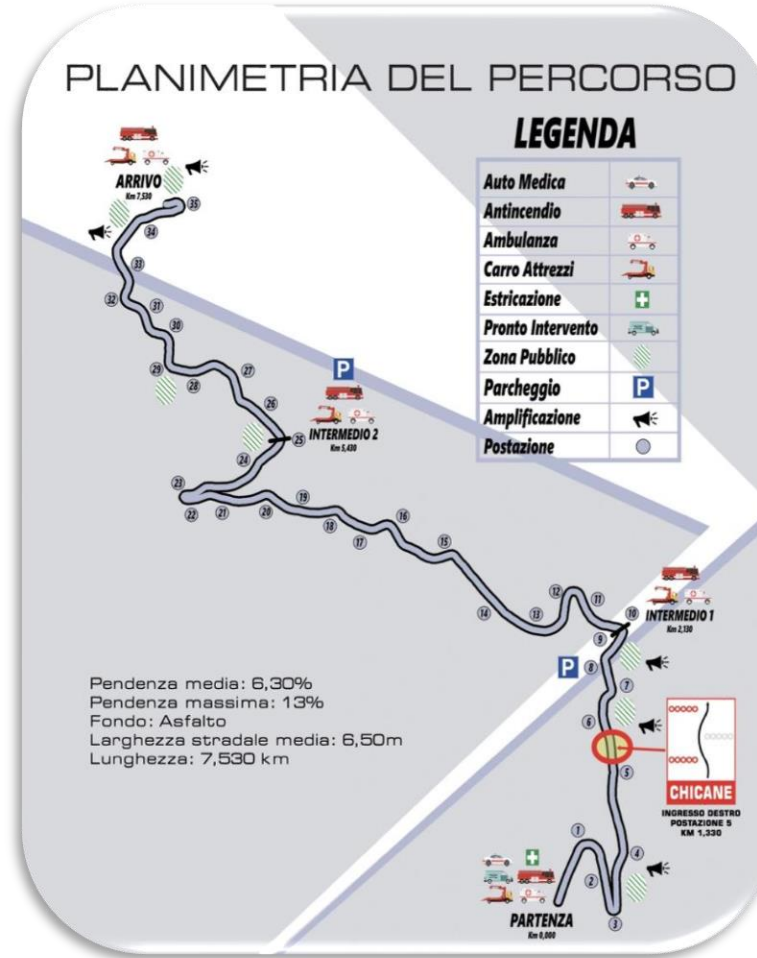 PLANIMETRIA DEL PERCORSO
LEGENDA
Auto Medica
Antincendio
Ambulanza
Carro Attrezzi
Estricazione
Pronto Intervento
Zona Pubblico
Parcheggio P
Amplificazione
Postazione
ARRIVO
Km 7,530
35
34
33
32
31
30
29
28
27
26
P
INTERMEDIO 2
Km 5,430
25
24
23
22
21
20
19
18
17
16
15
14
13
12
11
10
INTERMEDIO 1
Km 2,130
9
8
P
7
6
5
CHICANE
INGRESSO DESTRO
POSTAZIONE 5
KM 1,330
4
3
2
1
PARTENZA
Km 0,000
Pendenza media: 6,30%
Pendenza massima: 13%
Fondo: Asfalto
Larghezza stradale media: 6,50m
Lunghezza: 7,530 km